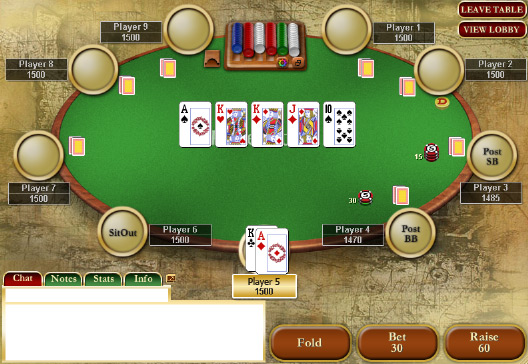 LEAVE TABLE
VIEW LOBBY
Player 9
1500
Player 1
1500
Player 8
1500
Player 2
1500
D
A
K
K
J
10
15
Post
SB
Player 7
1500
Player 3
1485
30
SitOut
Player 6
1500
K
A
Player 4
1470
Post
BB
Player 5
1500
Chat
Notes
Stats
Info
Fold
Bet
30
Raise
60